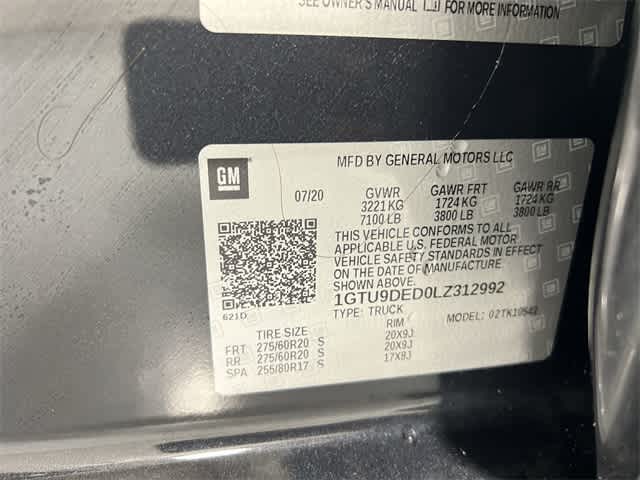 SEE OWNER'S MANUAL FOR MORE INFORMATION
GM
MFD BY GENERAL MOTORS LLC
07/20 GVWR GAWR FRT GAWR RR
3221 KG 1724 KG 1724 KG
7100 LB 3800 LB 3800 LB
THIS VEHICLE CONFORMS TO ALL
APPLICABLE U.S. FEDERAL MOTOR
VEHICLE SAFETY STANDARDS IN EFFECT
ON THE DATE OF MANUFACTURE
SHOWN ABOVE.
1GTU9DED0LZ312992
621D TYPE: TRUCK MODEL: 02TK10543
TIRE SIZE RIM
FRT 275/60R20 S 20X9J
RR 275/60R20 S 20X9J
SPA 255/80R17 S 17X8J